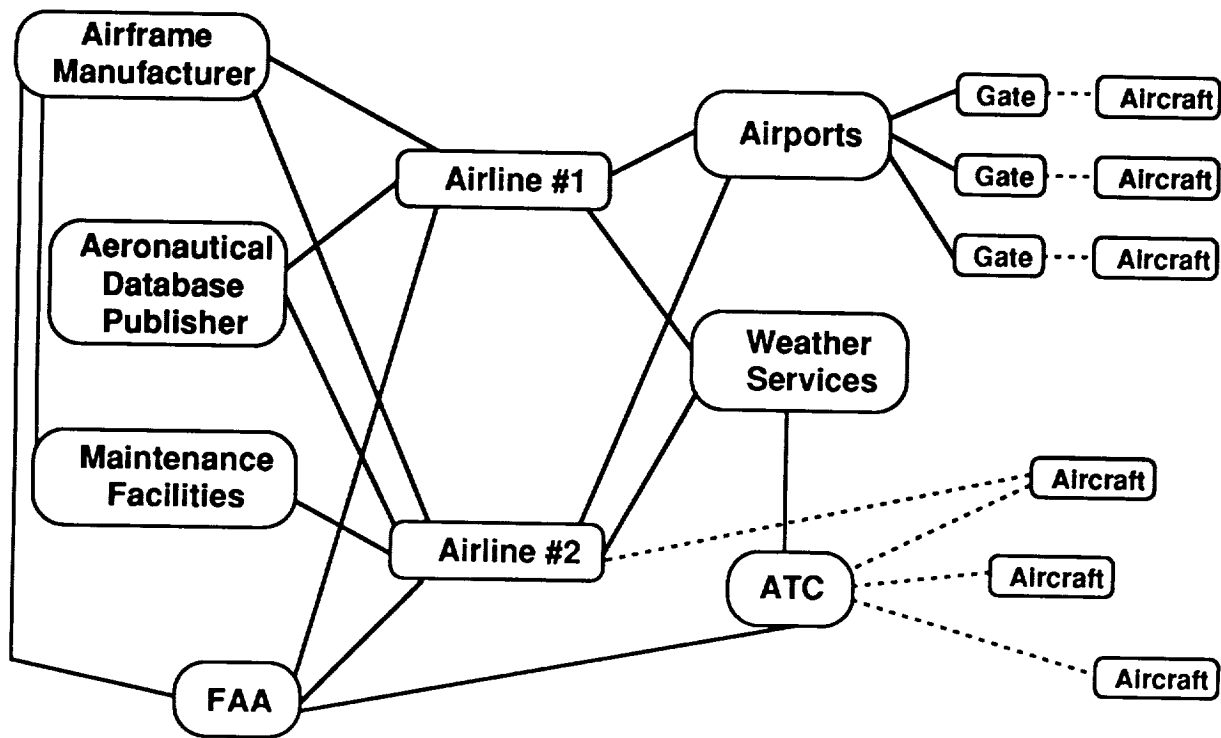 Airframe
Manufacturer
Gate
Aircraft
Airports
Airline #1
Gate
Aircraft
Aeronautical
Database
Publisher
Gate
Aircraft
Weather
Services
Maintenance
Facilities
Aircraft
Airline #2
ATC
Aircraft
FAA
Aircraft